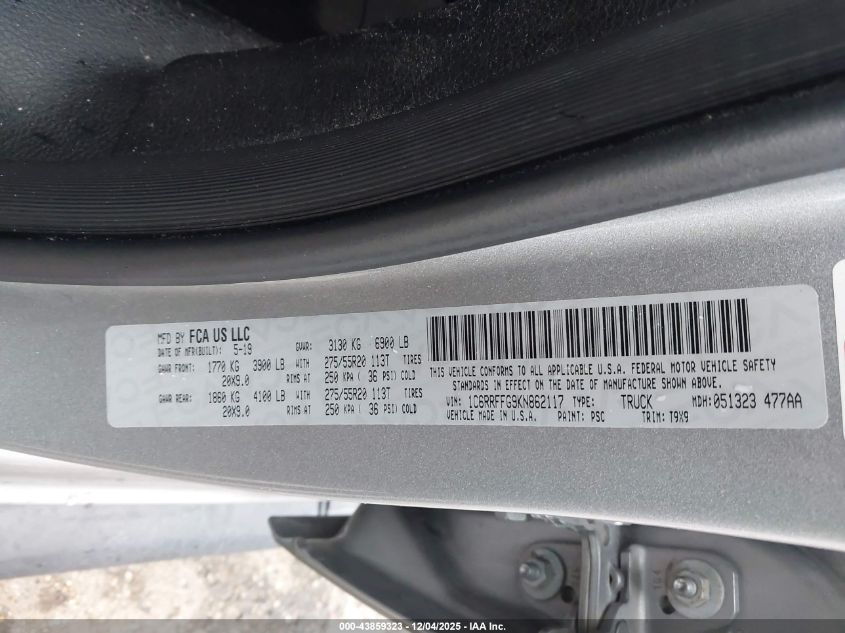 MFD BY FCA US LLC
DATE OF MFR(BUILT): 5-19 GVWR: 3130 KG 6900 LB
GAWR FRONT: 1770 KG 3900 LB WITH 275/55R20 113T TIRES
20X9.0 RIMS AT 250 KPA ( 36 PSI) COLD
GAWR REAR: 1860 KG 4100 LB WITH 275/55R20 113T TIRES
20X9.0 RIMS AT 250 KPA ( 36 PSI) COLD
THIS VEHICLE CONFORMS TO ALL APPLICABLE U.S.A. FEDERAL MOTOR VEHICLE SAFETY
STANDARDS IN EFFECT ON THE DATE OF MANUFACTURE SHOWN ABOVE.
VIN: 1C6RRFFG9KN862117 TYPE: TRUCK MDH: 051323 477AA
VEHICLE MADE IN U.S.A. PAINT: PSC TRIM: T9X9
000-43859323 - 12/04/2025 - IAA Inc.